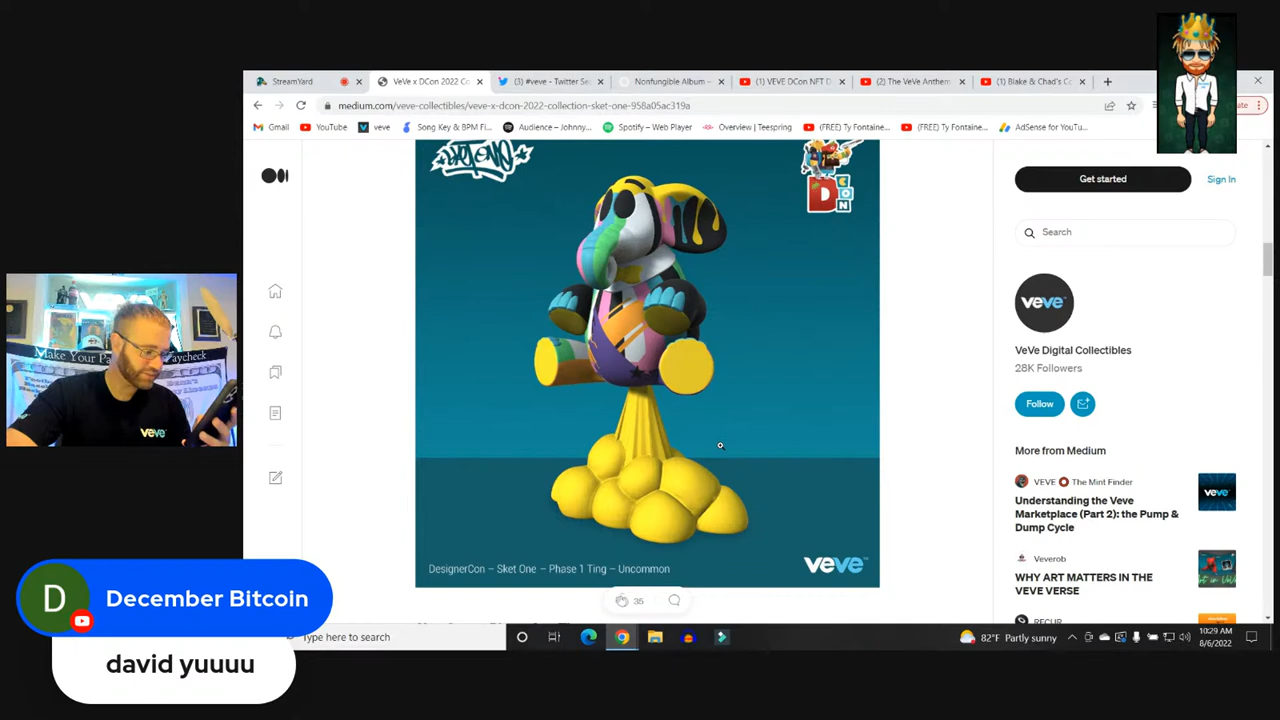 StreamYard
VeVe x DCon 2022 Co
(3) #veve - Twitter Se
Nonfungible Album –
(1) VEVE DCon NFT D
(2) The VeVe Anthem
(1) Blake & Chad's Co
medium.com/veve-collectibles/veve-x-dcon-2022-collection-sket-one-958a05ac319a
Gmail
YouTube
veve
Song Key & BPM Fi...
Audience – Johnny...
Spotify – Web Player
Overview | Teespring
(FREE) Ty Fontaine...
(FREE) Ty Fontaine...
AdSense for YouTu...
D
CON
Get started
Sign In
Search
veve
VeVe Digital Collectibles
28K Followers
Follow
More from Medium
VEVE
The Mint Finder
Understanding the Veve
Marketplace (Part 2): the Pump &
Dump Cycle
Veverob
WHY ART MATTERS IN THE
VEVE VERSE
RECUR
DesignerCon – Sket One – Phase 1 Ting – Uncommon
veve
35
Make Your Pa
ycheck
veve
D
December Bitcoin
david yuuuu
Type here to search
82°F Partly sunny
10:29 AM
8/6/2022